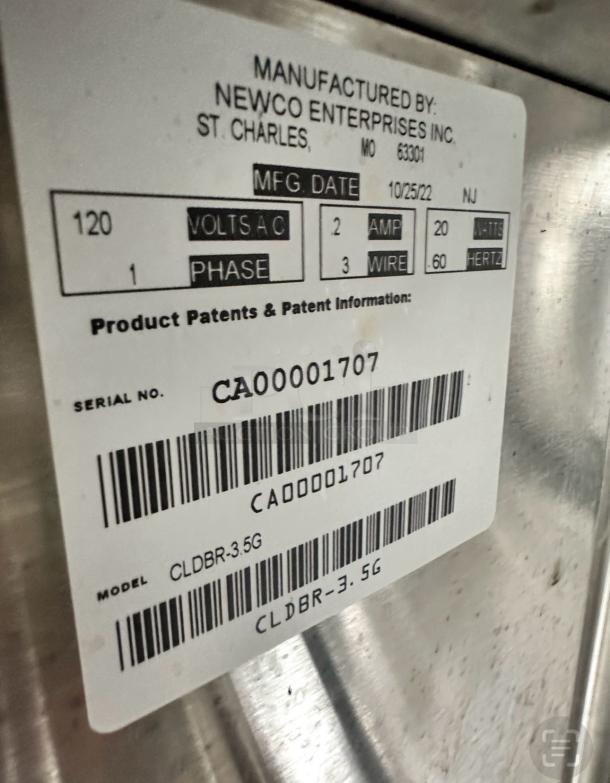 MANUFACTURED BY:
NEWCO ENTERPRISES INC.
ST. CHARLES, MO 63301
MFG. DATE 10/25/22 NJ
120 VOLTS A C .2 AMP 20 WATTS
1 PHASE 3 WIRE .60 HERTZ
Product Patents & Patent Information:
SERIAL NO. CA00001707
CA00001707
MODEL CLDBR-3.5G
CLDBR-3.5G